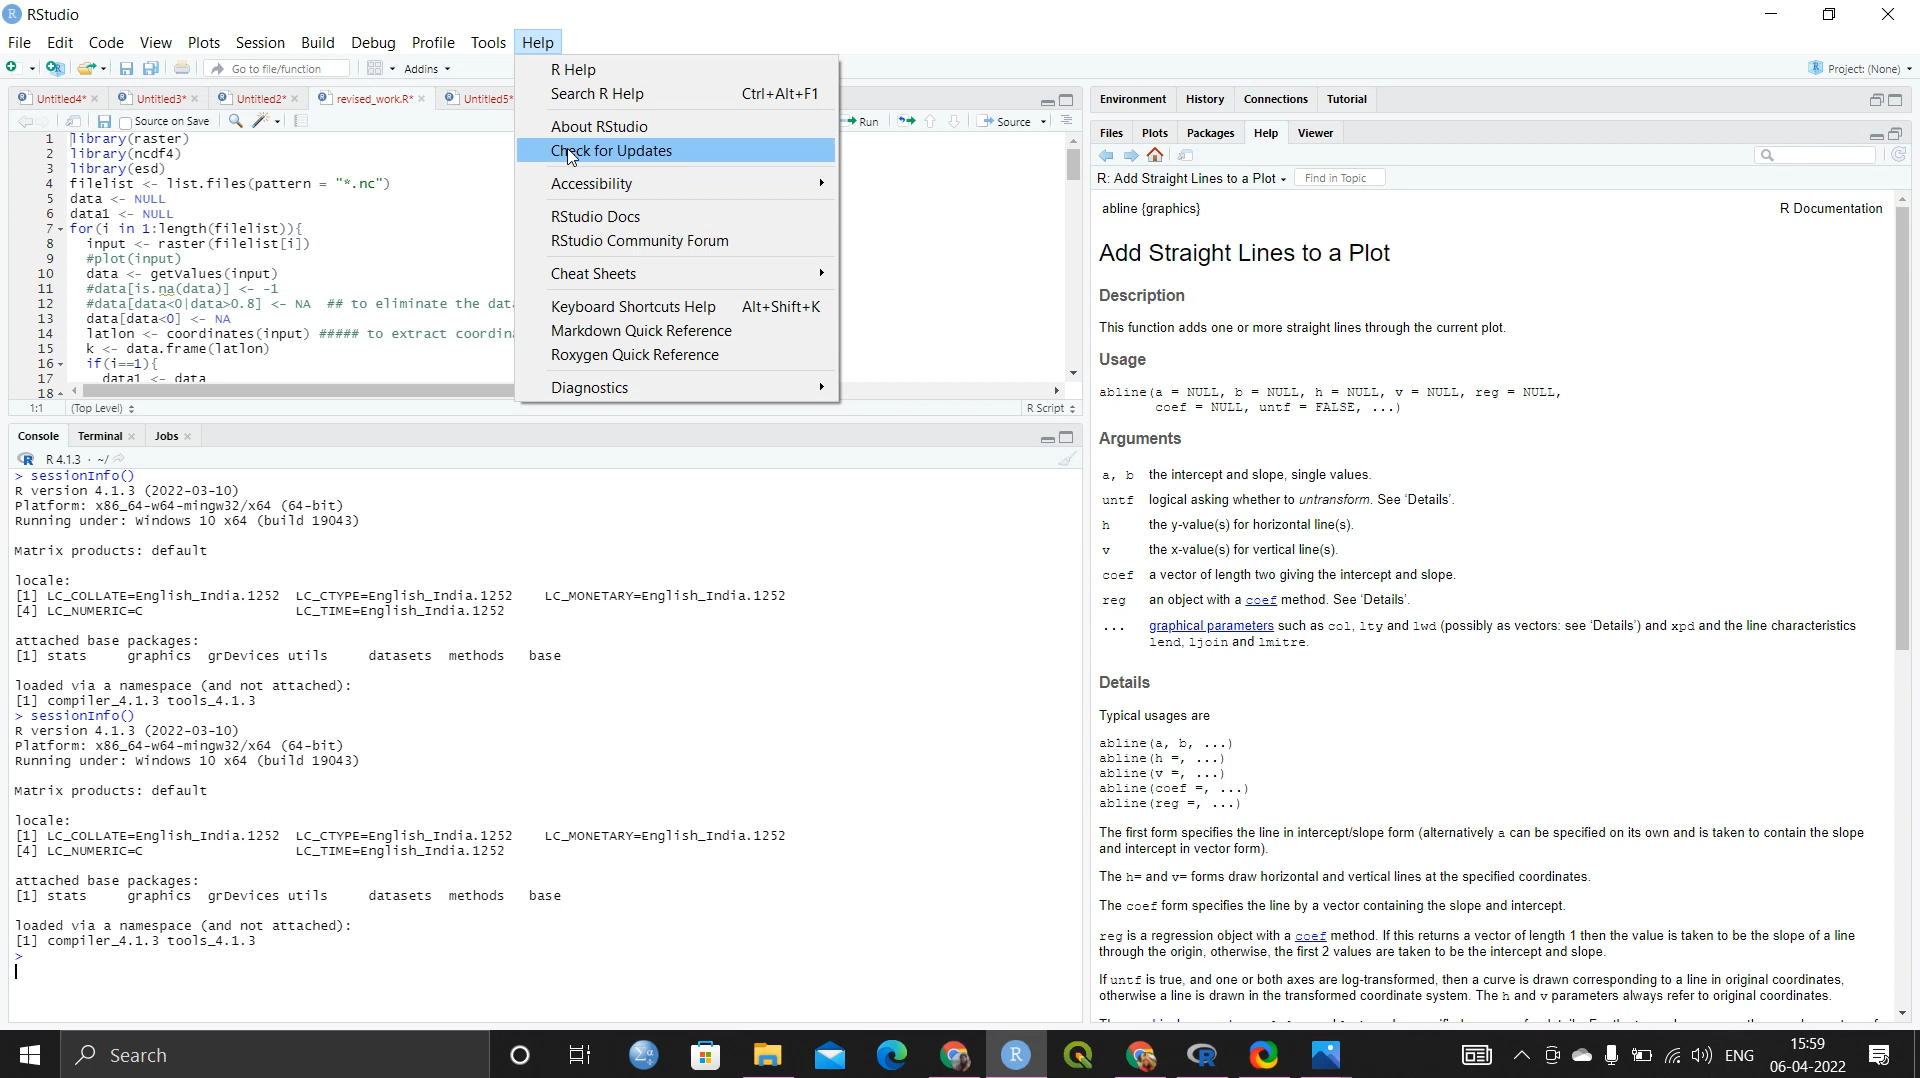 RStudio
File Edit Code View Plots Session Build Debug Profile Tools Help
Go to file/function Addins Project: (None)
Untitled4* Untitled3* Untitled2* revised_work.R* Untitled5*
Source on Save Run Source
1 library(raster)
2 library(ncdf4)
3 library(esd)
4 filelist <- list.files(pattern = "*.nc")
5 data <- NULL
6 data1 <- NULL
7 for(i in 1:length(filelist)){
8 input <- raster(filelist[i])
9 #plot(input)
10 data <- getValues(input)
11 #data[is.na(data)] <- -1
12 #data[data<0|data>0.8] <- NA ## to eliminate the dat
13 data[data<0] <- NA
14 latlon <- coordinates(input) ##### to extract coordin
15 k <- data.frame(latlon)
16 if(i==1){
17 data1 <- data
18
1:1 (Top Level) R Script
R Help
Search R Help Ctrl+Alt+F1
About RStudio
Check for Updates
Accessibility
RStudio Docs
RStudio Community Forum
Cheat Sheets
Keyboard Shortcuts Help Alt+Shift+K
Markdown Quick Reference
Roxygen Quick Reference
Diagnostics
Console Terminal Jobs
R 4.1.3 · ~/
> sessionInfo()
R version 4.1.3 (2022-03-10)
Platform: x86_64-w64-mingw32/x64 (64-bit)
Running under: Windows 10 x64 (build 19043)
Matrix products: default
locale:
[1] LC_COLLATE=English_India.1252 LC_CTYPE=English_India.1252 LC_MONETARY=English_India.1252
[4] LC_NUMERIC=C LC_TIME=English_India.1252
attached base packages:
[1] stats graphics grDevices utils datasets methods base
loaded via a namespace (and not attached):
[1] compiler_4.1.3 tools_4.1.3
> sessionInfo()
R version 4.1.3 (2022-03-10)
Platform: x86_64-w64-mingw32/x64 (64-bit)
Running under: Windows 10 x64 (build 19043)
Matrix products: default
locale:
[1] LC_COLLATE=English_India.1252 LC_CTYPE=English_India.1252 LC_MONETARY=English_India.1252
[4] LC_NUMERIC=C LC_TIME=English_India.1252
attached base packages:
[1] stats graphics grDevices utils datasets methods base
loaded via a namespace (and not attached):
[1] compiler_4.1.3 tools_4.1.3
>
Environment History Connections Tutorial
Files Plots Packages Help Viewer
R: Add Straight Lines to a Plot Find in Topic
abline {graphics} R Documentation
Add Straight Lines to a Plot
Description
This function adds one or more straight lines through the current plot.
Usage
abline(a = NULL, b = NULL, h = NULL, v = NULL, reg = NULL,
coef = NULL, untf = FALSE, ...)
Arguments
a, b the intercept and slope, single values.
untf logical asking whether to untransform. See 'Details'.
h the y-value(s) for horizontal line(s).
v the x-value(s) for vertical line(s).
coef a vector of length two giving the intercept and slope.
reg an object with a coef method. See 'Details'.
... graphical parameters such as col, lty and lwd (possibly as vectors: see 'Details') and xpd and the line characteristics
lend, ljoin and lmitre.
Details
Typical usages are
abline(a, b, ...)
abline(h =, ...)
abline(v =, ...)
abline(coef =, ...)
abline(reg =, ...)
The first form specifies the line in intercept/slope form (alternatively a can be specified on its own and is taken to contain the slope
and intercept in vector form).
The h= and v= forms draw horizontal and vertical lines at the specified coordinates.
The coef form specifies the line by a vector containing the slope and intercept.
reg is a regression object with a coef method. If this returns a vector of length 1 then the value is taken to be the slope of a line
through the origin, otherwise, the first 2 values are taken to be the intercept and slope.
If untf is true, and one or both axes are log-transformed, then a curve is drawn corresponding to a line in original coordinates,
otherwise a line is drawn in the transformed coordinate system. The h and v parameters always refer to original coordinates.
Search ENG 15:59
06-04-2022